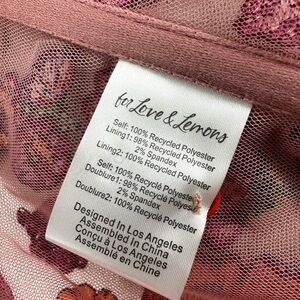 for Love & Lemons
Self: 100% Recycled Polyester
Lining1: 98% Recycled Polyester
2% Spandex
Lining2: 100% Recycled Polyester
Self: 100% Recyclé Polyester
Doublure1: 98% Recyclé Polyester
2% Spandex
Doublure2: 100% Recyclé Polyester
Designed In Los Angeles
Assembled in China
Conçu à Los Angeles
Assemblé en Chine